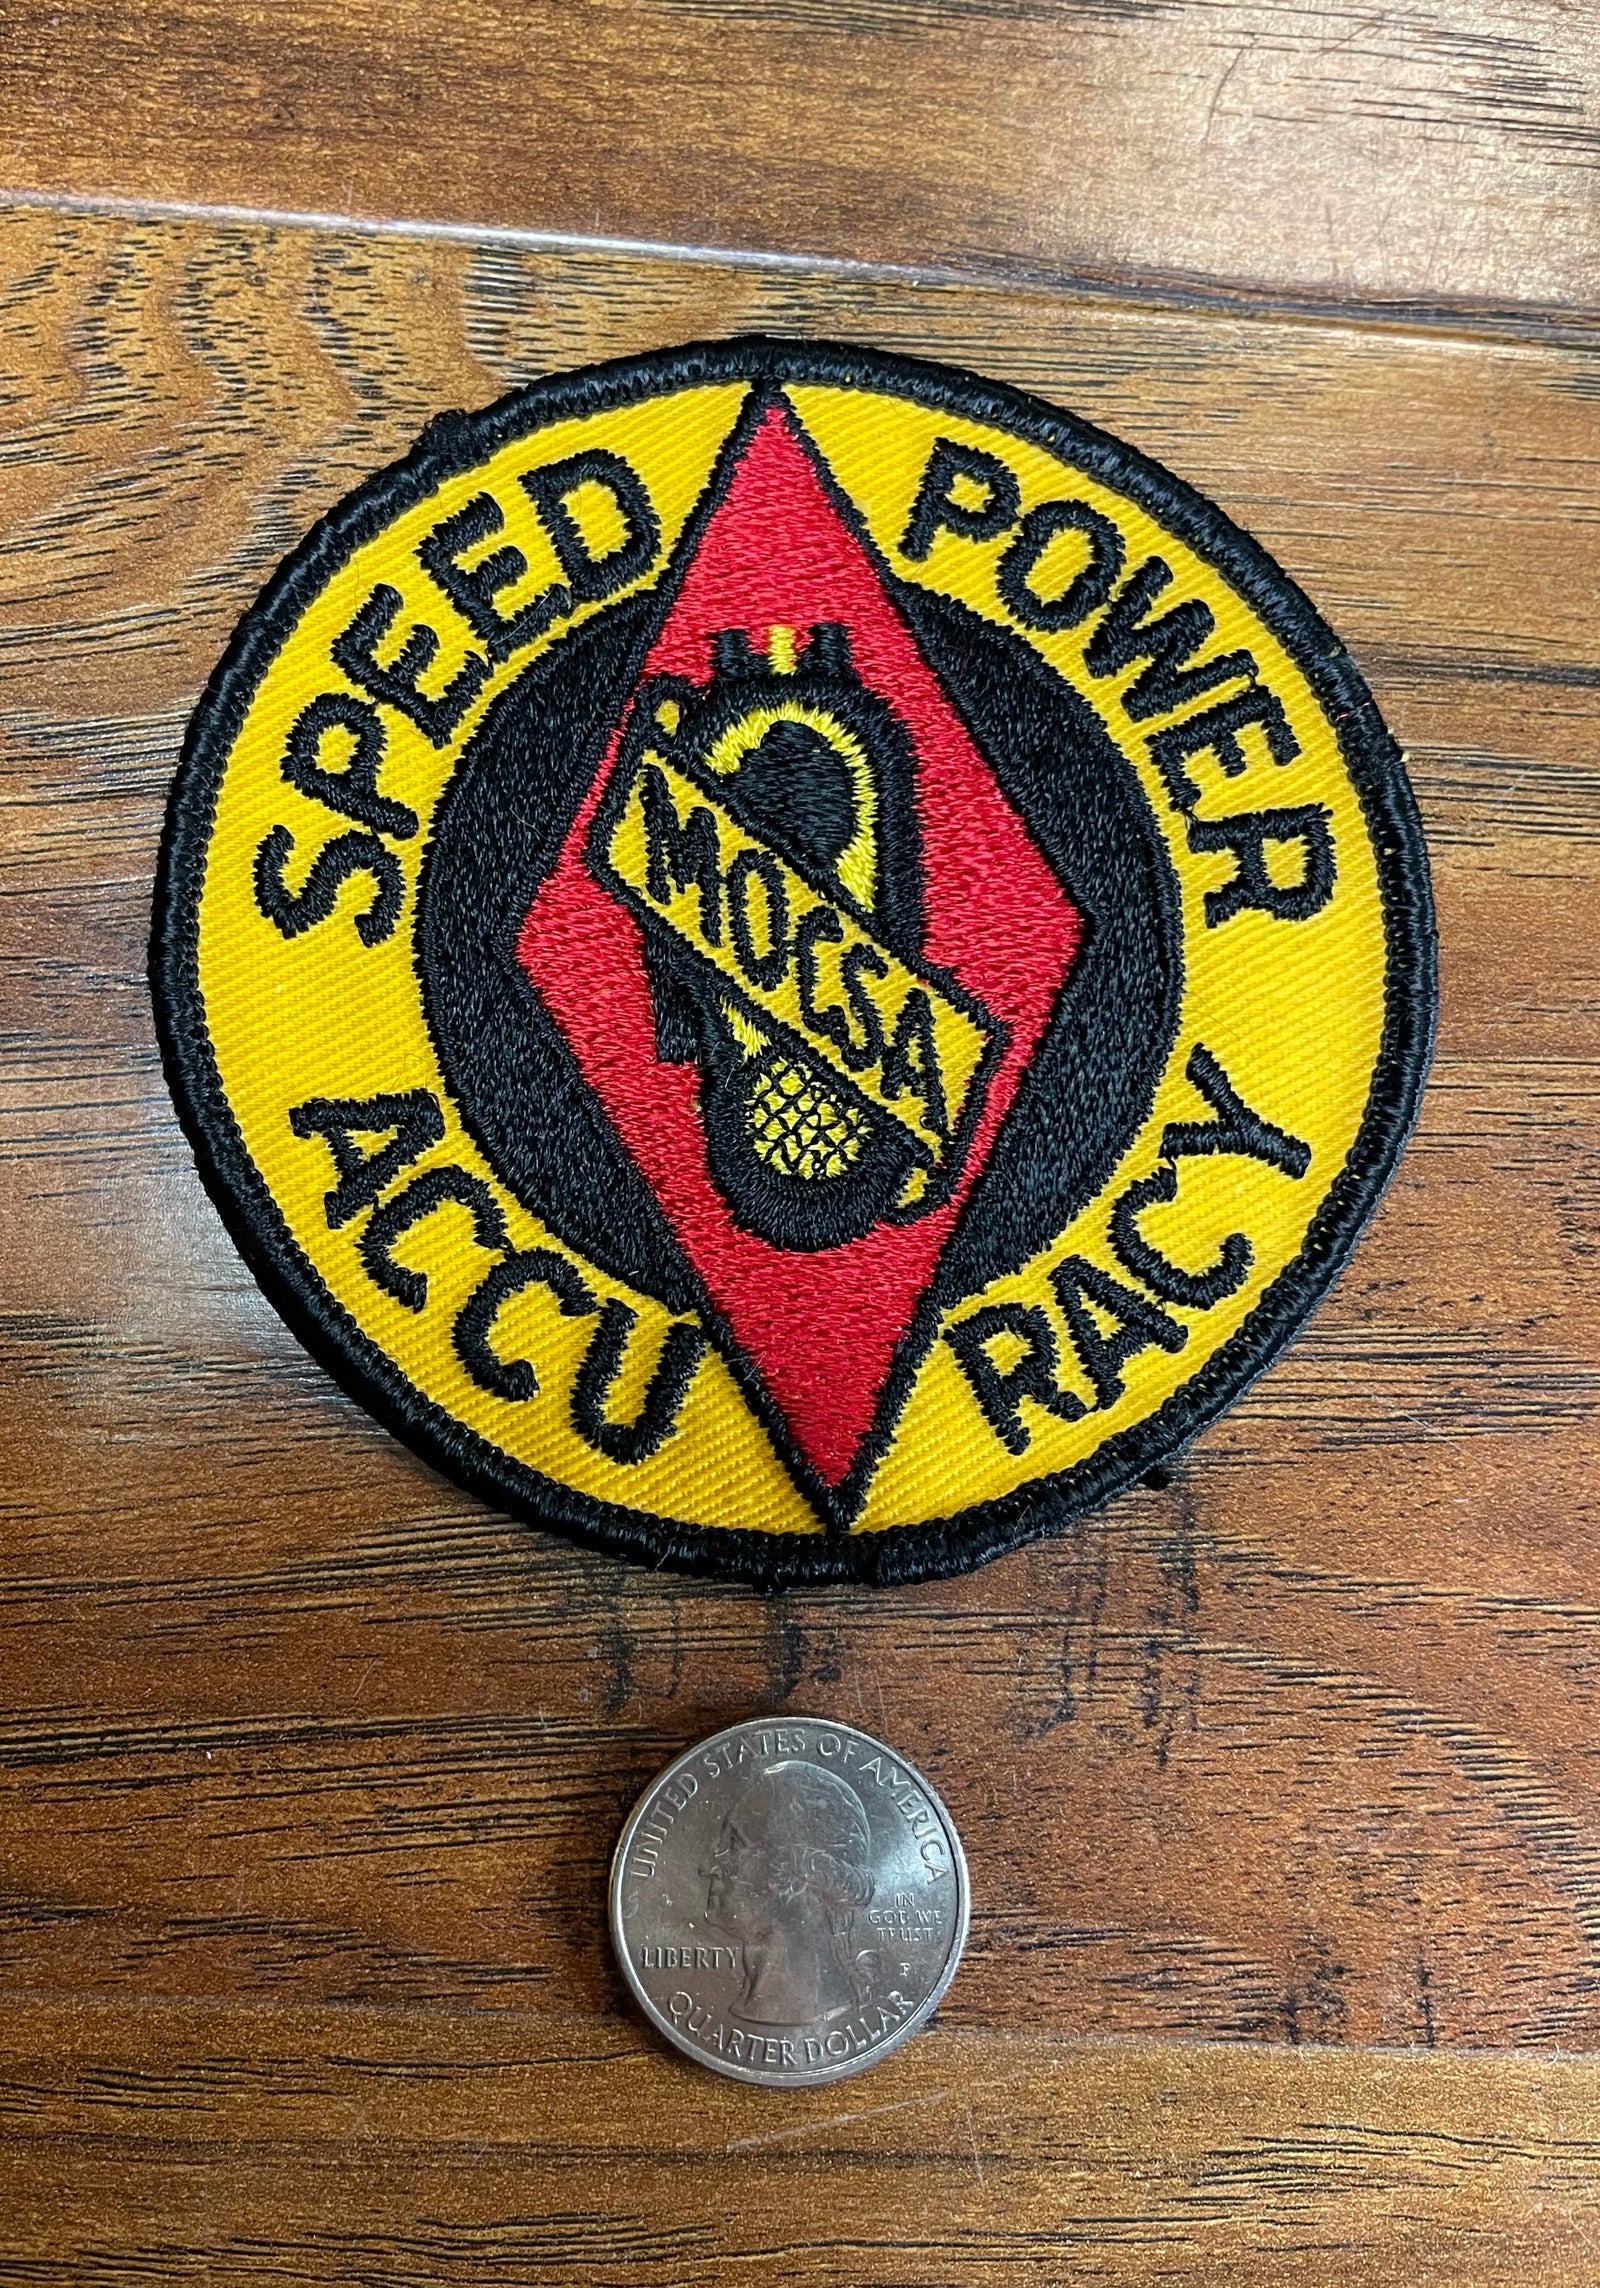 SPEED
POWER
MOCSA
ACCU
RACY
UNITED STATES OF AMERICA
IN
GOD WE
TRUST
LIBERTY
P
QUARTER DOLLAR